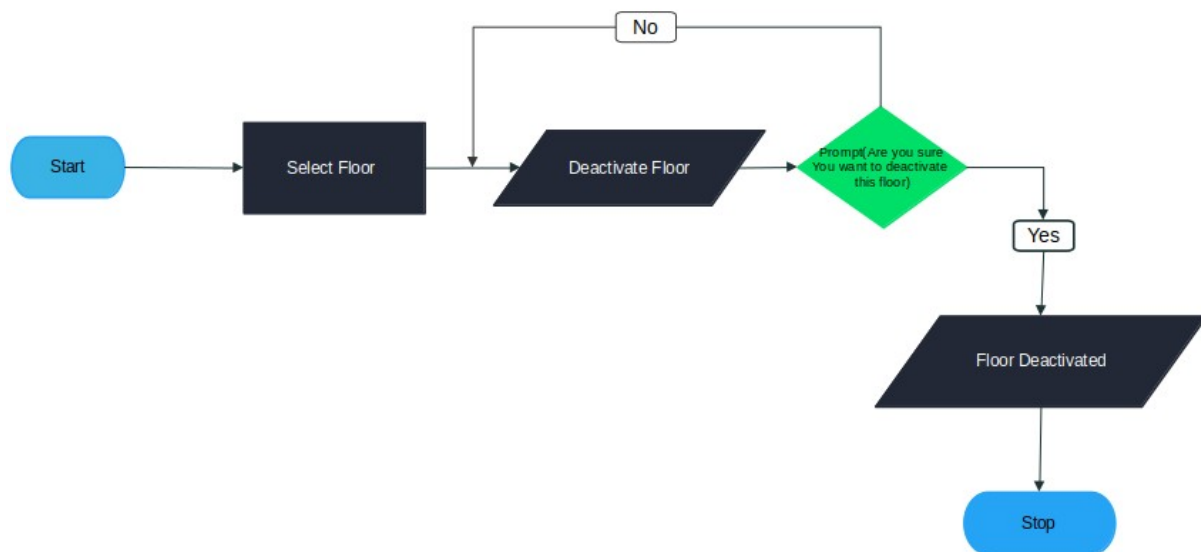 No
Start
Select Floor
Deactivate Floor
Prompt(Are you sure
You want to deactivate
this floor)
Yes
Floor Deactivated
Stop